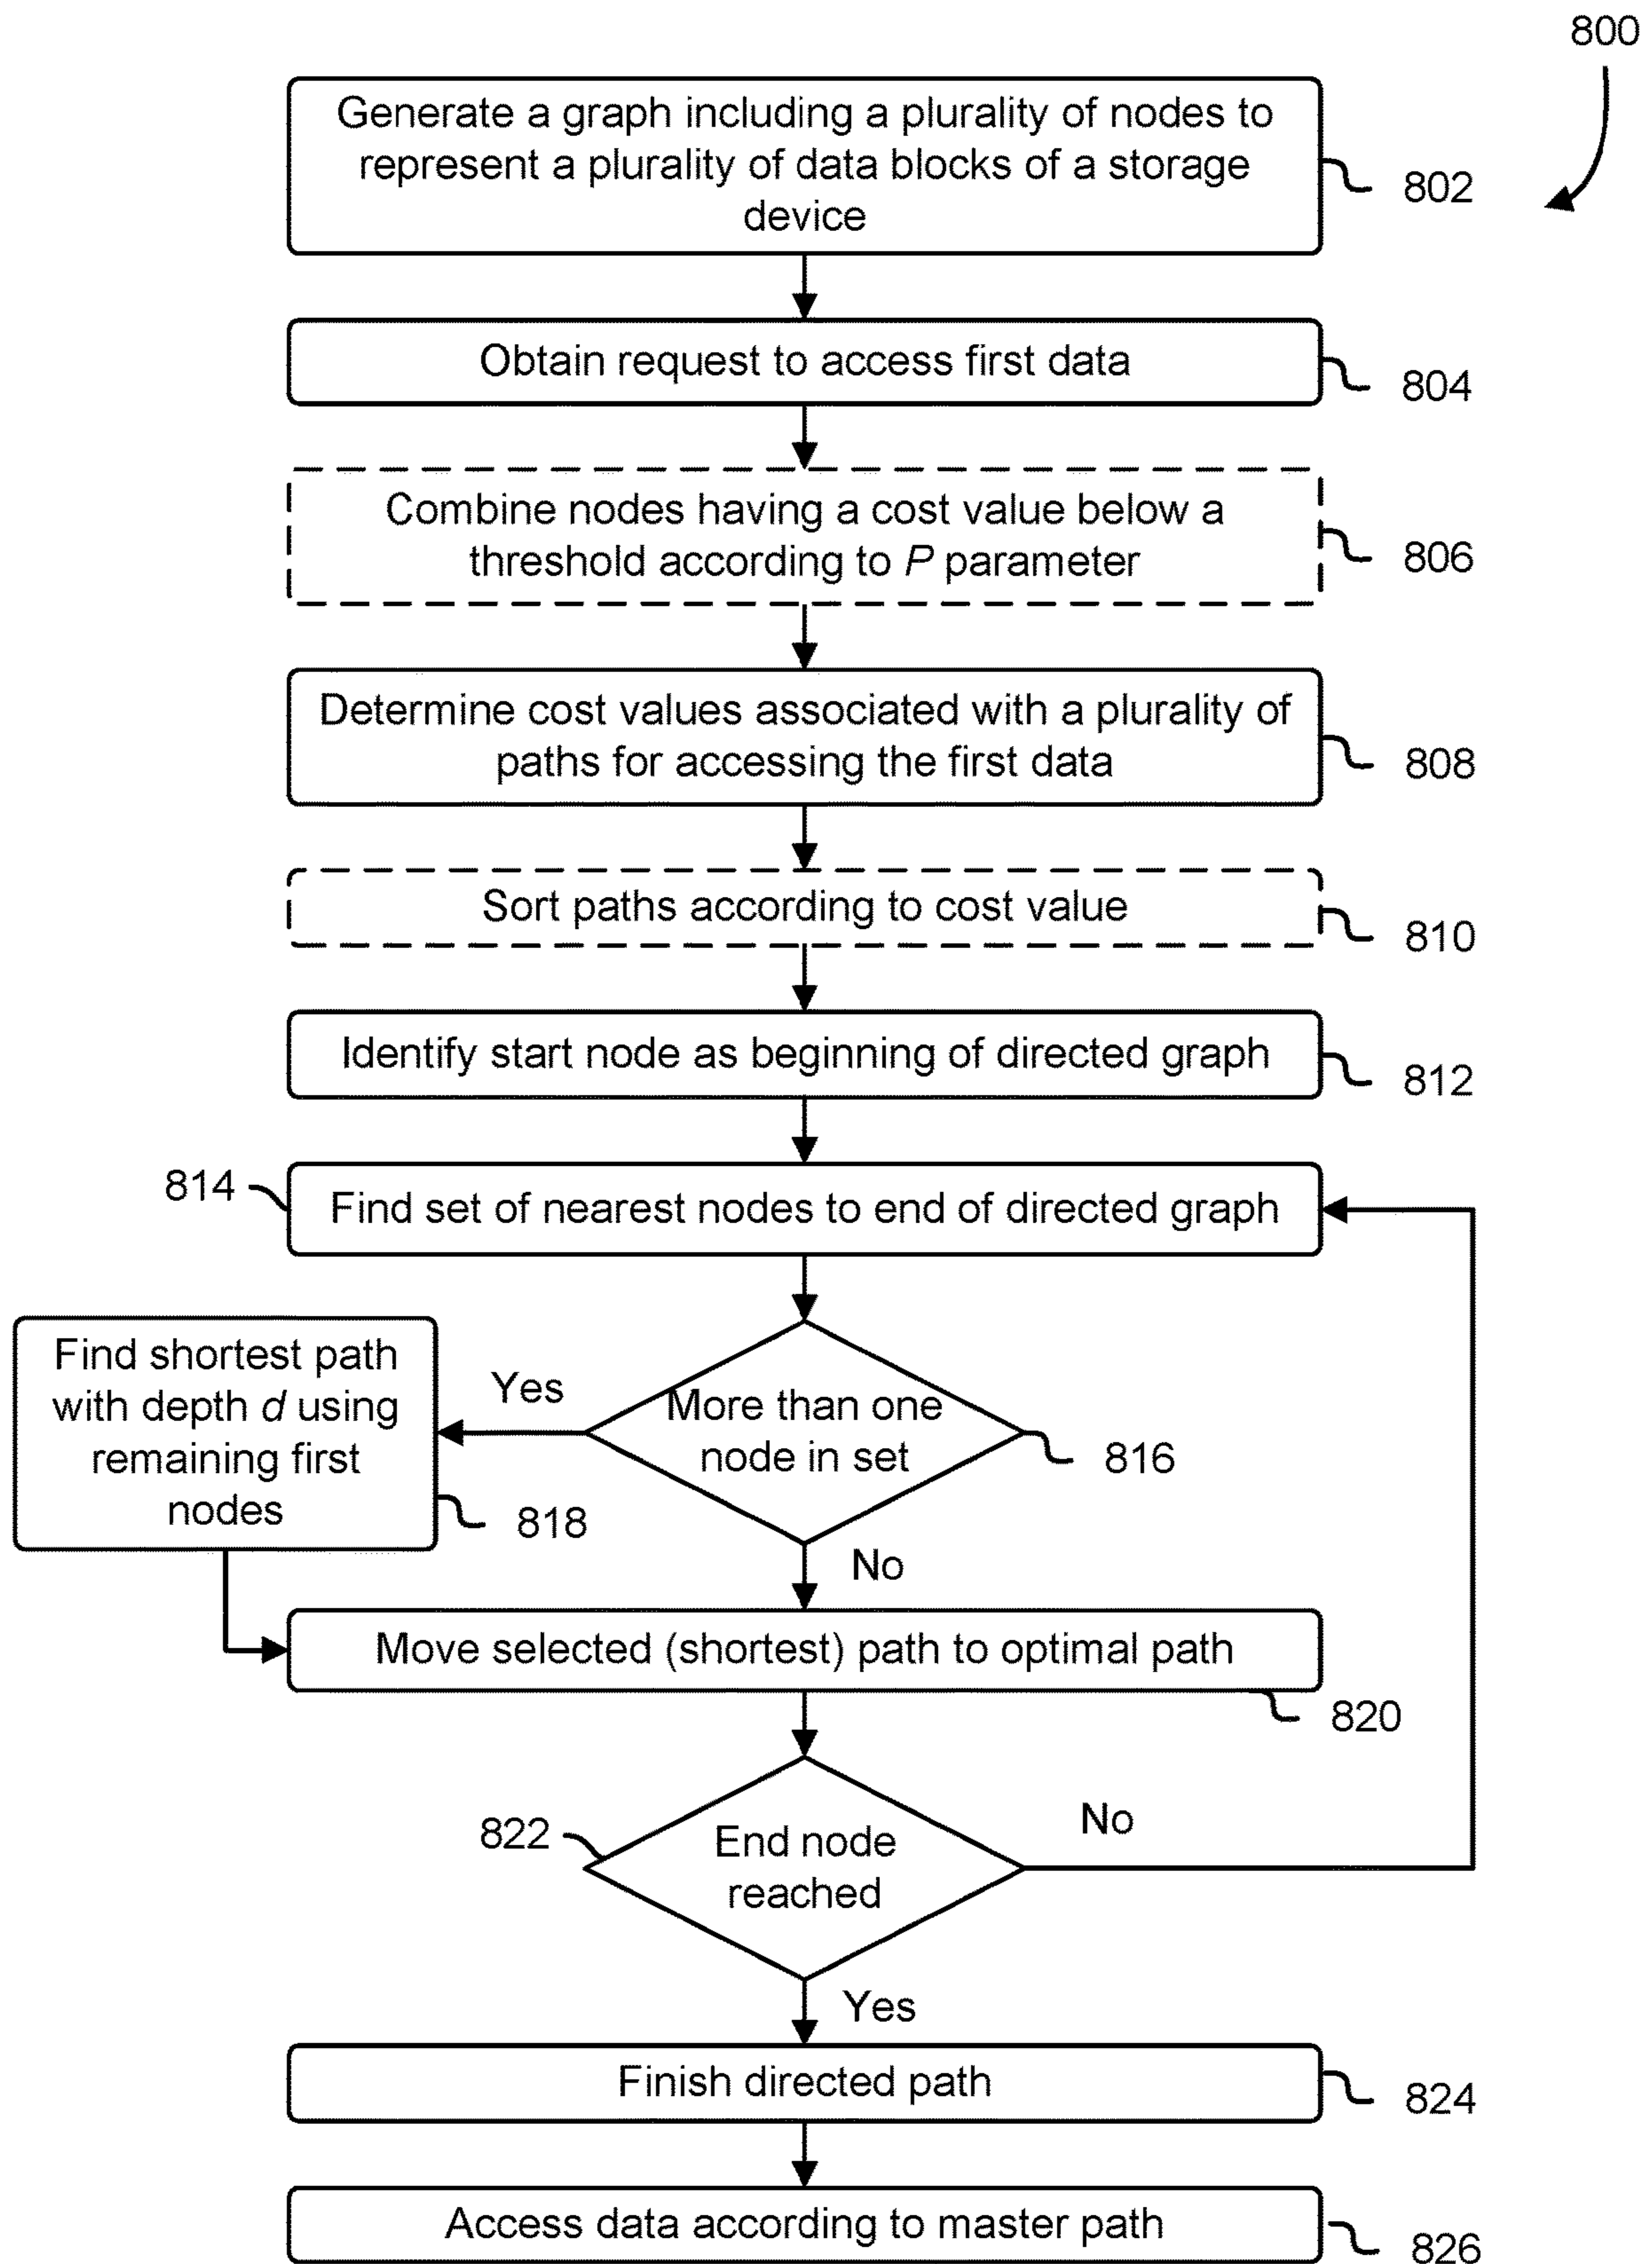 800
Generate a graph including a plurality of nodes to
represent a plurality of data blocks of a storage
device
802
Obtain request to access first data
804
Combine nodes having a cost value below a
threshold according to P parameter
806
Determine cost values associated with a plurality of
paths for accessing the first data
808
Sort paths according to cost value
810
Identify start node as beginning of directed graph
812
814
Find set of nearest nodes to end of directed graph
Find shortest path
with depth d using
remaining first
nodes
818
Yes
More than one
node in set
816
No
Move selected (shortest) path to optimal path
820
822
End node
reached
No
Yes
Finish directed path
824
Access data according to master path
826